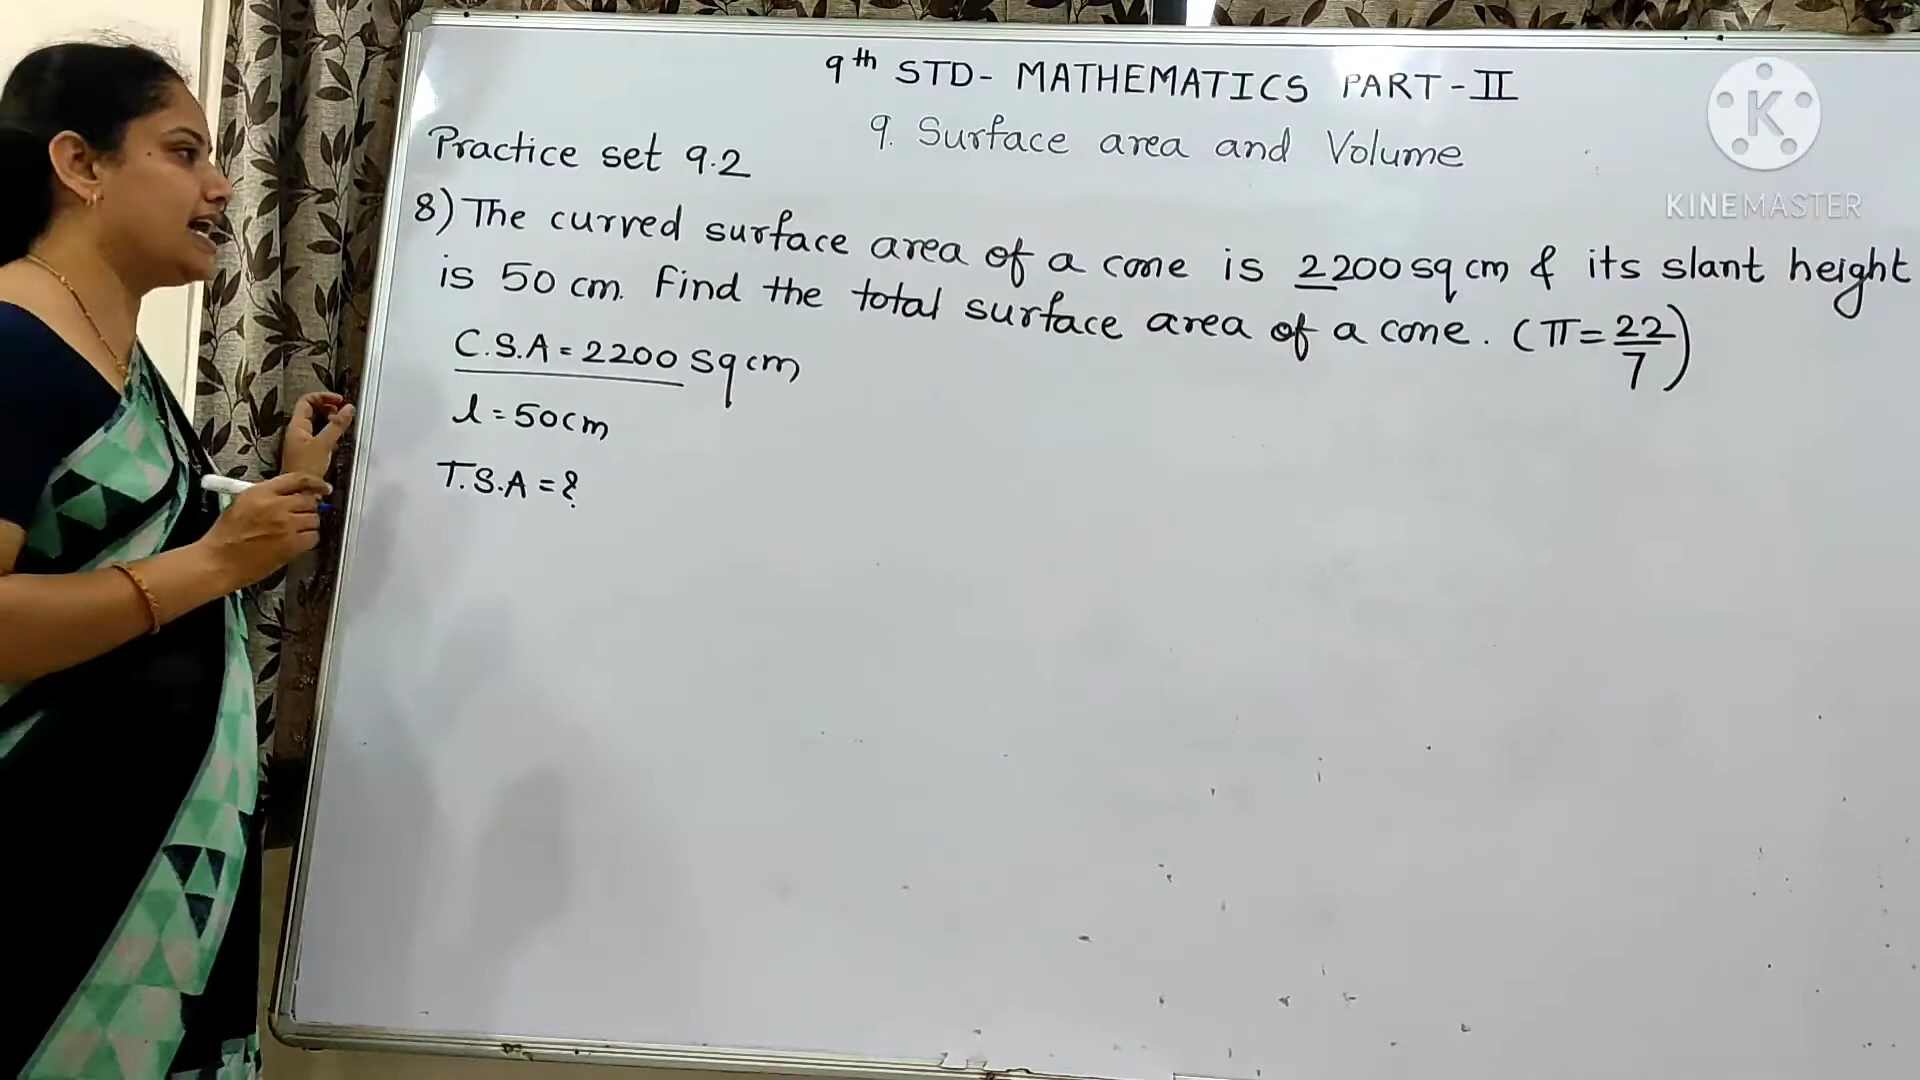 9th STD- MATHEMATICS PART-II
9. Surface area and Volume
Practice set 9.2
8) The curved surface area of a cone is 2200 sq cm & its slant height
is 50 cm. Find the total surface area of a cone. (π=22/7)
C.S.A = 2200 sq cm
l = 50cm
T.S.A = ?
K
KINEMASTER